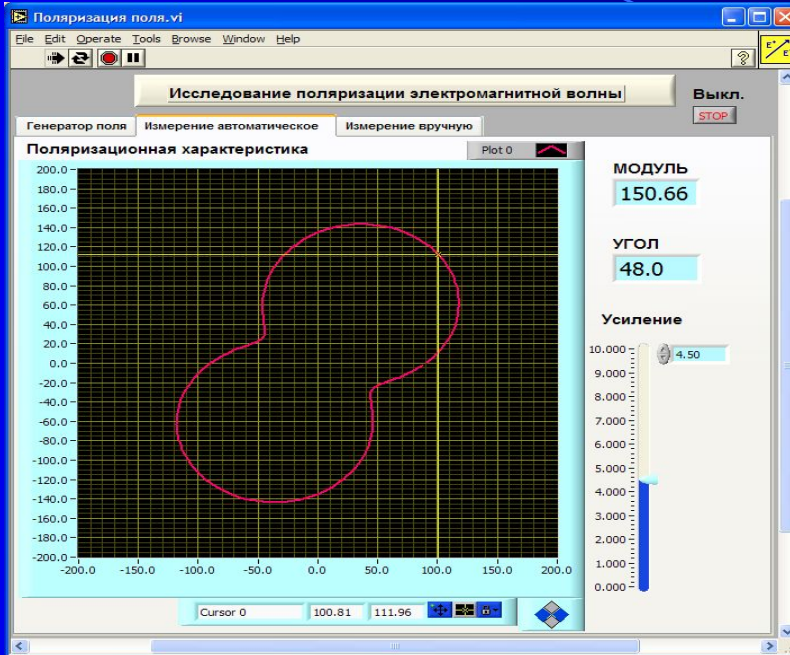 Поляризация поля.vi
File Edit Operate Tools Browse Window Help
Исследование поляризации электромагнитной волны
Выкл.
STOP
Генератор поля Измерение автоматическое Измерение вручную
Поляризационная характеристика
Plot 0
200.0
180.0
160.0
140.0
120.0
100.0
80.0
60.0
40.0
20.0
0.0
-20.0
-40.0
-60.0
-80.0
-100.0
-120.0
-140.0
-160.0
-180.0
-200.0
-200.0 -150.0 -100.0 -50.0 0.0 50.0 100.0 150.0 200.0
Cursor 0 100.81 111.96
МОДУЛЬ
150.66
УГОЛ
48.0
Усиление
4.50
10.000
9.000
8.000
7.000
6.000
5.000
4.000
3.000
2.000
1.000
0.000